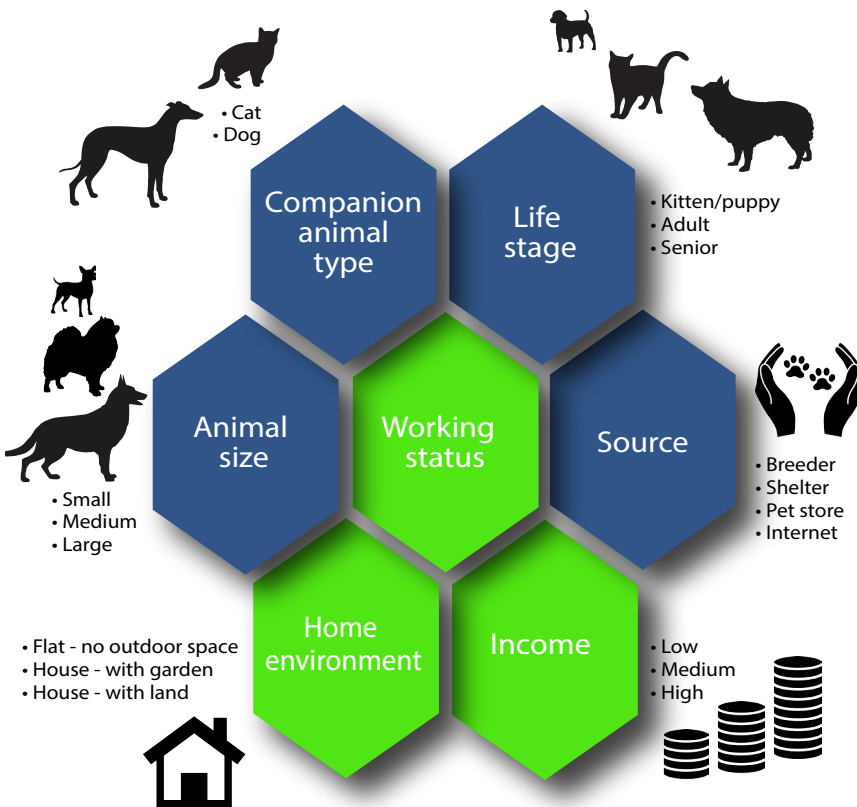 • Cat
• Dog
Companion
animal
type
Life
stage
• Kitten/puppy
• Adult
• Senior
Animal
size
• Small
• Medium
• Large
Working
status
Source
• Breeder
• Shelter
• Pet store
• Internet
Home
environment
• Flat - no outdoor space
• House - with garden
• House - with land
Income
• Low
• Medium
• High